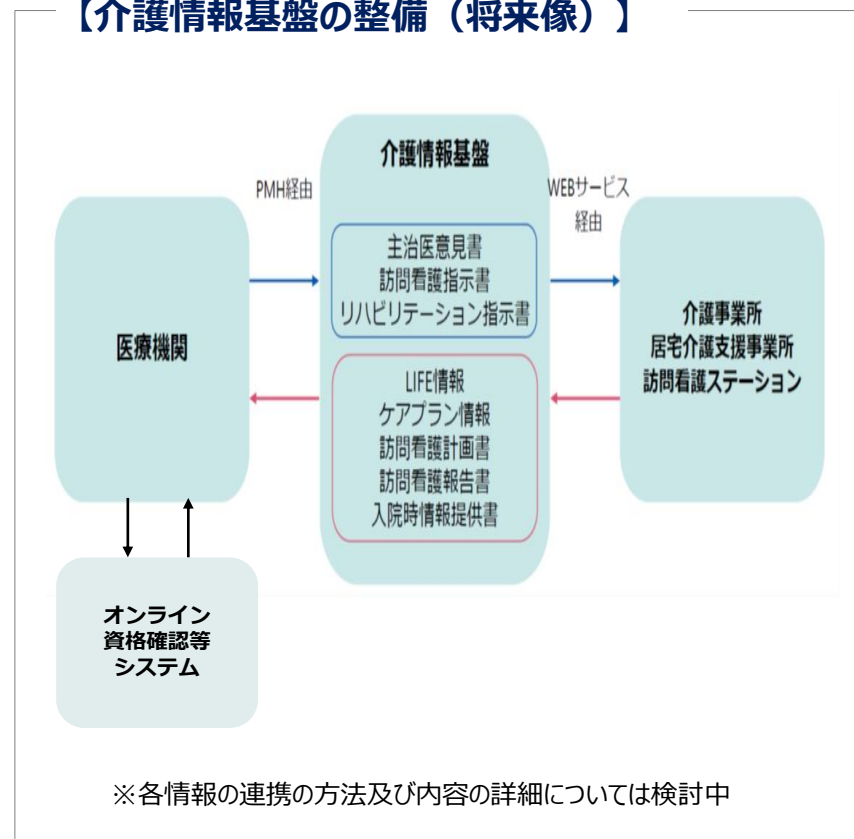 【介護情報基盤の整備（将来像）】
介護情報基盤
PMH経由
WEBサービス
経由
主治医意見書
訪問看護指示書
リハビリテーション指示書
医療機関
介護事業所
居宅介護支援事業所
訪問看護ステーション
LIFE情報
ケアプラン情報
訪問看護計画書
訪問看護報告書
入院時情報提供書
オンライン
資格確認等
システム
※各情報の連携の方法及び内容の詳細については検討中